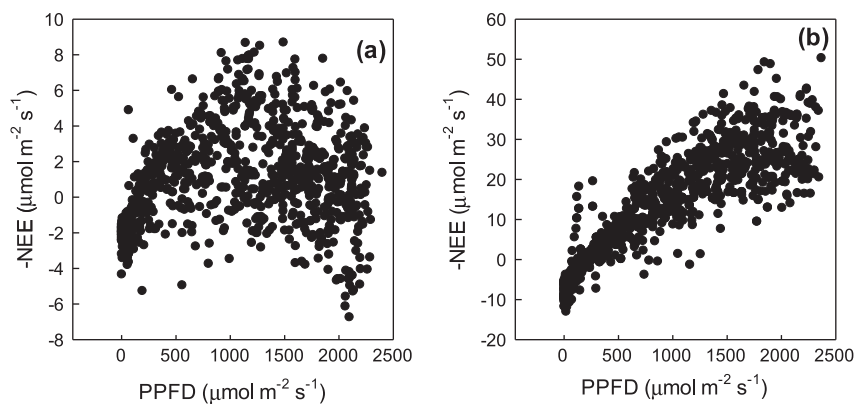 (a)
10
8
6
4
2
0
-2
-4
-6
-8
-NEE (μmol m⁻² s⁻¹)
0 500 1000 1500 2000 2500
PPFD (μmol m⁻² s⁻¹)
(b)
60
50
40
30
20
10
0
-10
-20
-NEE (μmol m⁻² s⁻¹)
0 500 1000 1500 2000 2500
PPFD (μmol m⁻² s⁻¹)